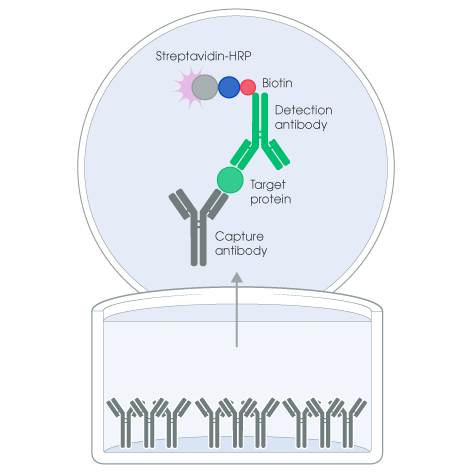 Streptavidin-HRP
Biotin
Detection
antibody
Target
protein
Capture
antibody